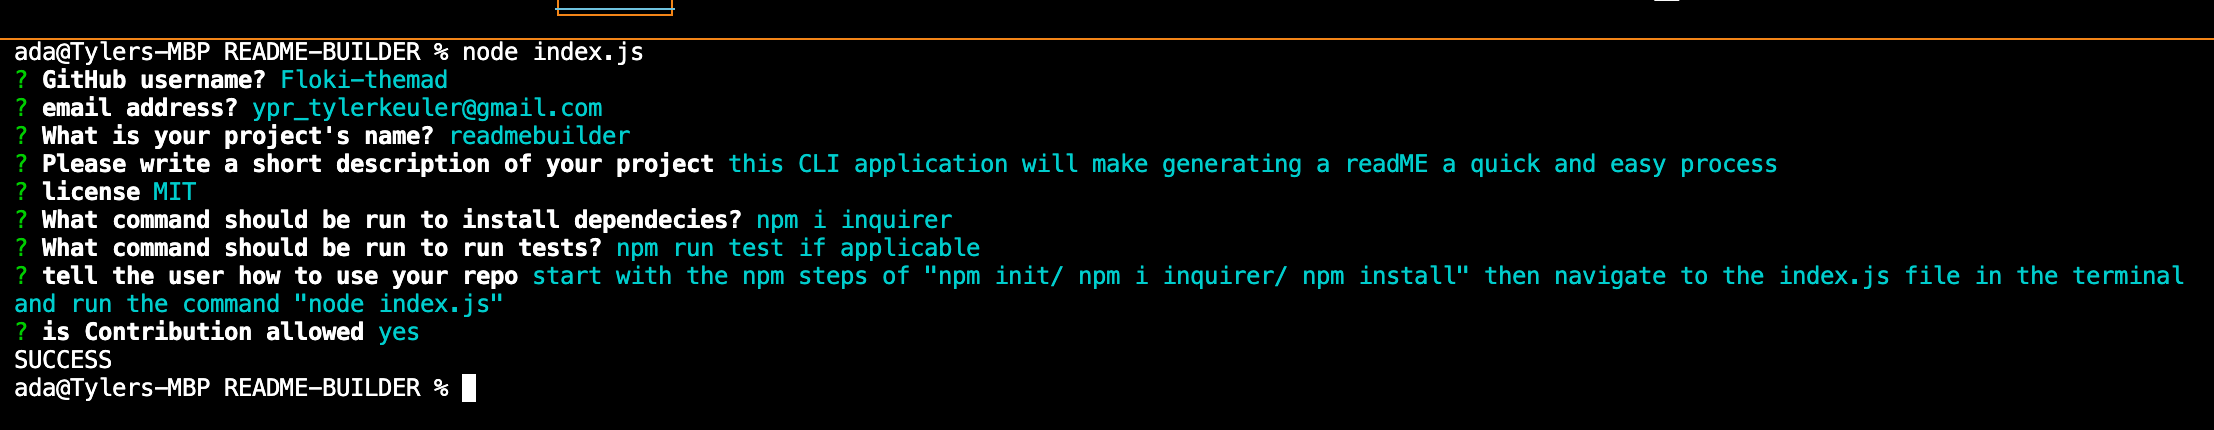 ada@Tylers-MBP README-BUILDER % node index.js
? GitHub username? Floki-themad
? email address? ypr_tylerkeuler@gmail.com
? What is your project's name? readmebuilder
? Please write a short description of your project this CLI application will make generating a readME a quick and easy process
? license MIT
? What command should be run to install dependecies? npm i inquirer
? What command should be run to run tests? npm run test if applicable
? tell the user how to use your repo start with the npm steps of "npm init/ npm i inquirer/ npm install" then navigate to the index.js file in the terminal
and run the command "node index.js"
? is Contribution allowed yes
SUCCESS
ada@Tylers-MBP README-BUILDER %